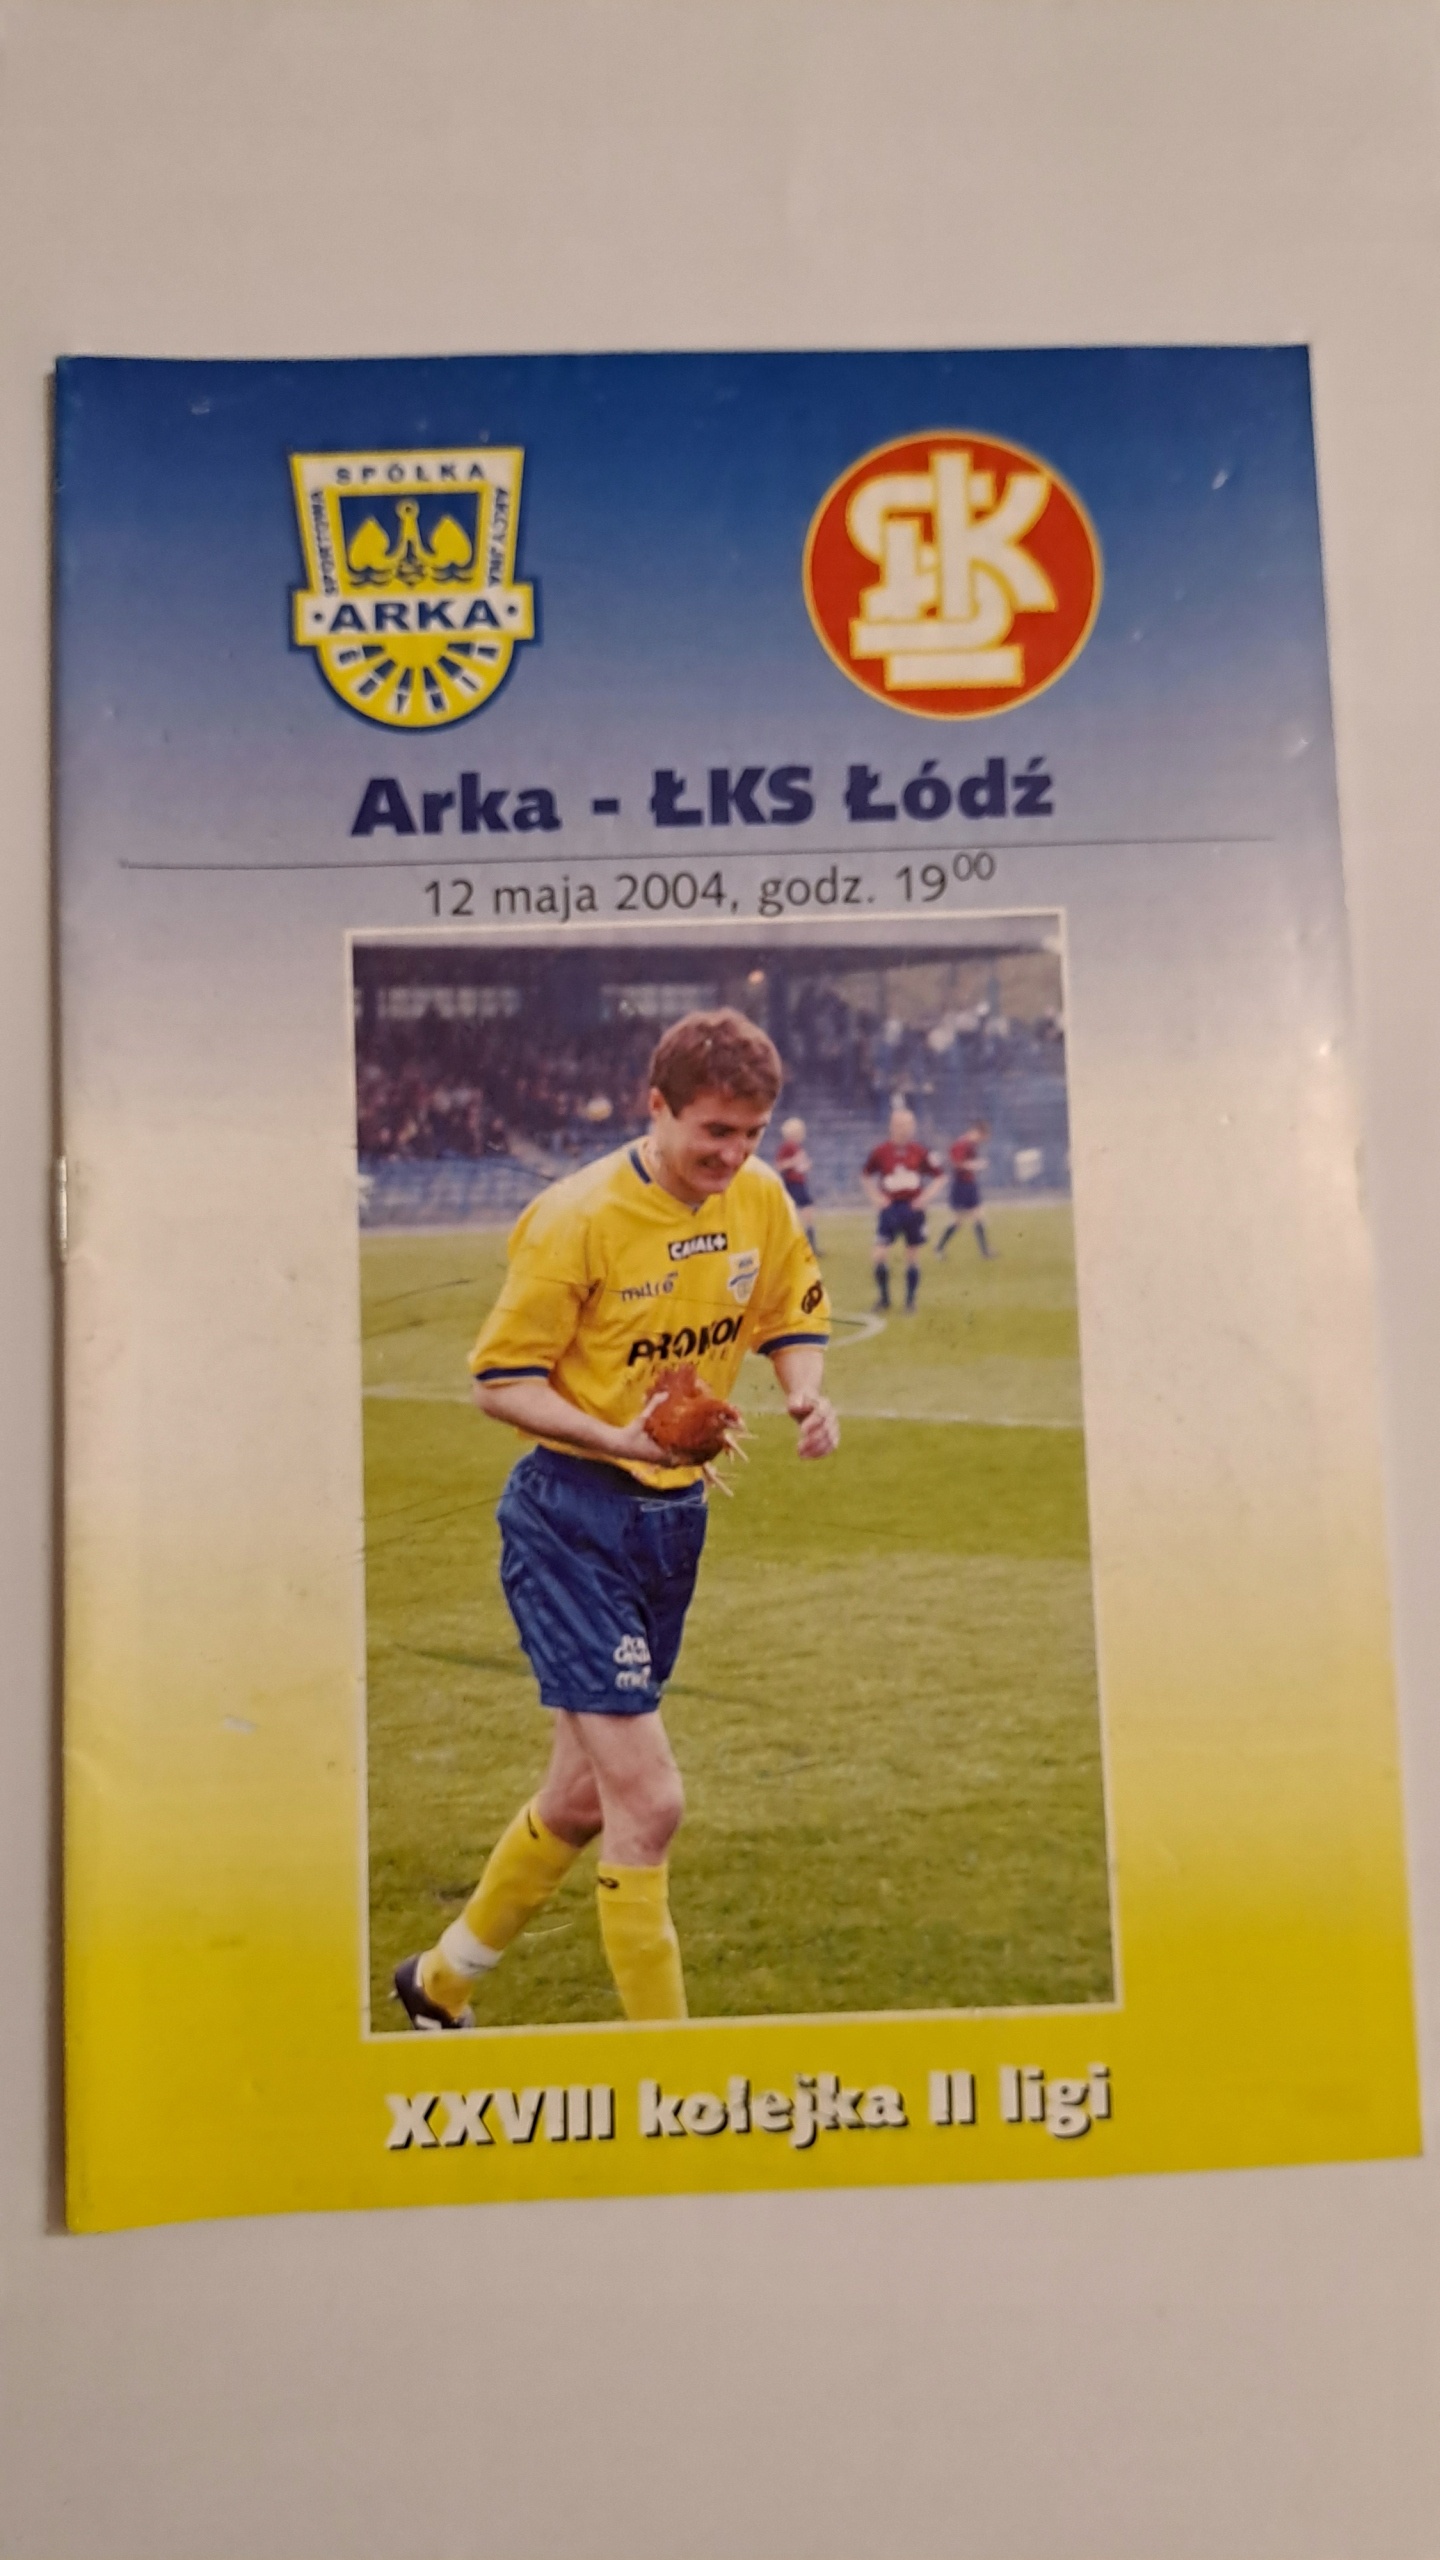 SPÓŁKA
SPORTOWA
AKCYJNA
·ARKA·
GDYNIA
ŁKS
Arka - ŁKS Łódź
12 maja 2004, godz. 19⁰⁰
CANAL+
mitre
PROKOM
XXVIII kolejka II ligi